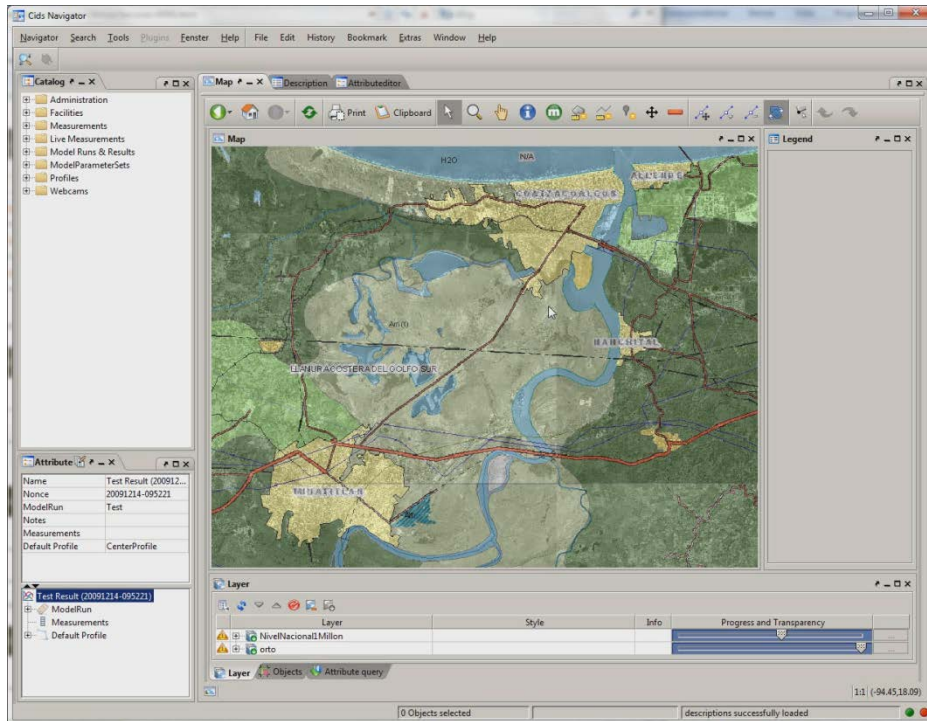 Cids Navigator
Navigator Search Tools Plugins Fenster Help File Edit History Bookmark Extras Window Help
Catalog
Administration
Facilities
Measurements
Live Measurements
Model Runs & Results
ModelParameterSets
Profiles
Webcams
Map Description Attributeditor
Print Clipboard
Map
Legend
H2O N/A
ALLENDE
COATZACOALCOS
Am(f)
NANCHITAL
LLANURA COSTERA DEL GOLFO SUR
MINATITLAN
Attribute
Name Test Result (200912...
Nonce 20091214-095221
ModelRun Test
Notes
Measurements
Default Profile CenterProfile
Test Result (20091214-095221)
ModelRun
Measurements
Default Profile
Layer
Layer Style Info Progress and Transparency
NivelNacional1Millon
orto
Layer Objects Attribute query
1:1 (-94.45,18.09)
0 Objects selected descriptions successfully loaded